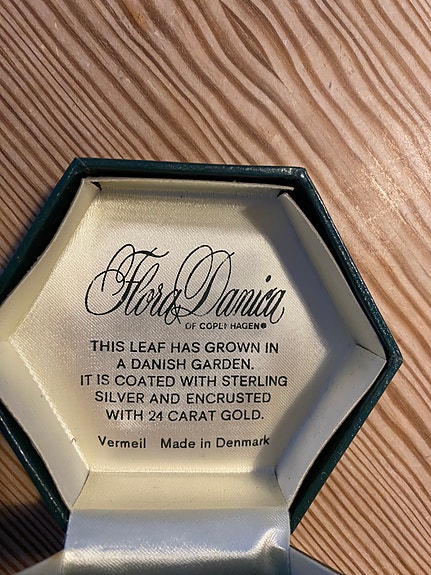 Flora Danica
OF COPENHAGEN®
THIS LEAF HAS GROWN IN
A DANISH GARDEN.
IT IS COATED WITH STERLING
SILVER AND ENCRUSTED
WITH 24 CARAT GOLD.
Vermeil Made in Denmark